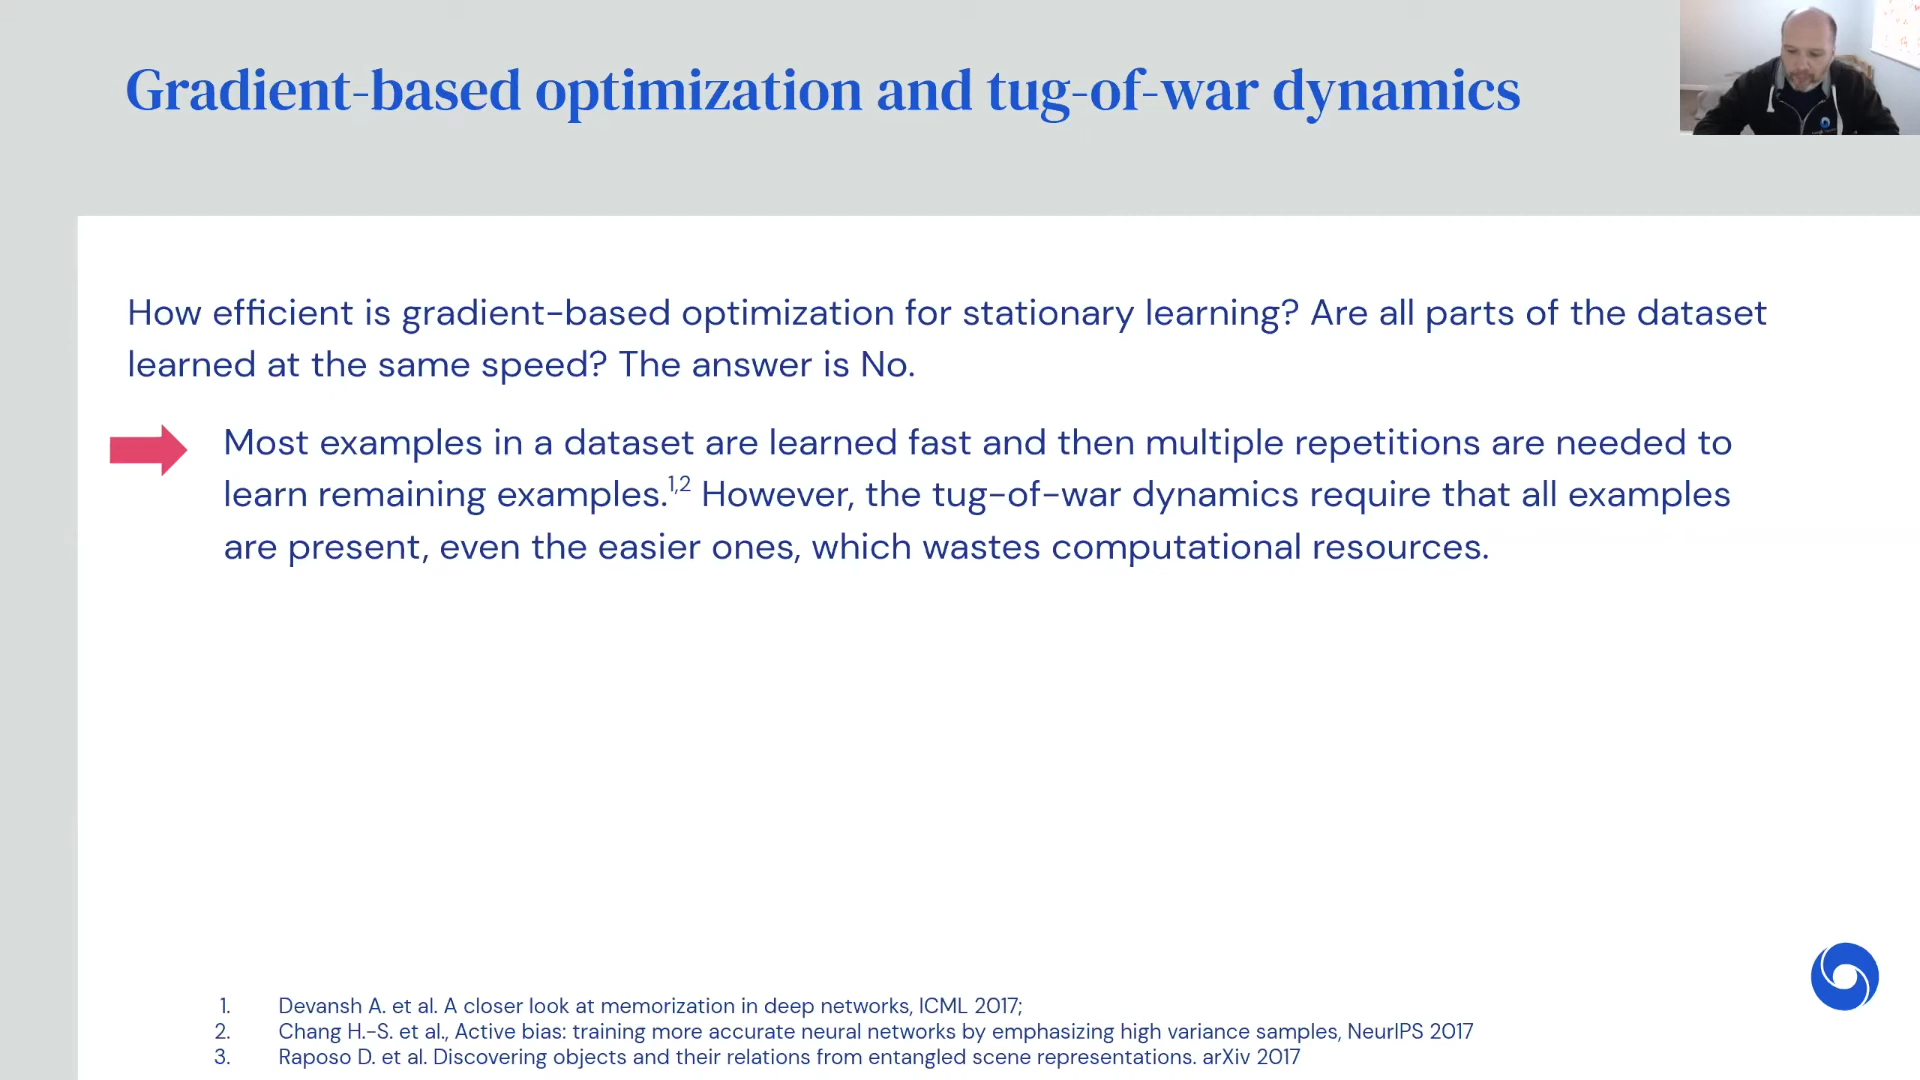 Gradient-based optimization and tug-of-war dynamics
How efficient is gradient-based optimization for stationary learning? Are all parts of the dataset
learned at the same speed? The answer is No.
Most examples in a dataset are learned fast and then multiple repetitions are needed to
learn remaining examples.1,2 However, the tug-of-war dynamics require that all examples
are present, even the easier ones, which wastes computational resources.
1. Devansh A. et al. A closer look at memorization in deep networks, ICML 2017;
2. Chang H.-S. et al., Active bias: training more accurate neural networks by emphasizing high variance samples, NeurIPS 2017
3. Raposo D. et al. Discovering objects and their relations from entangled scene representations. arXiv 2017